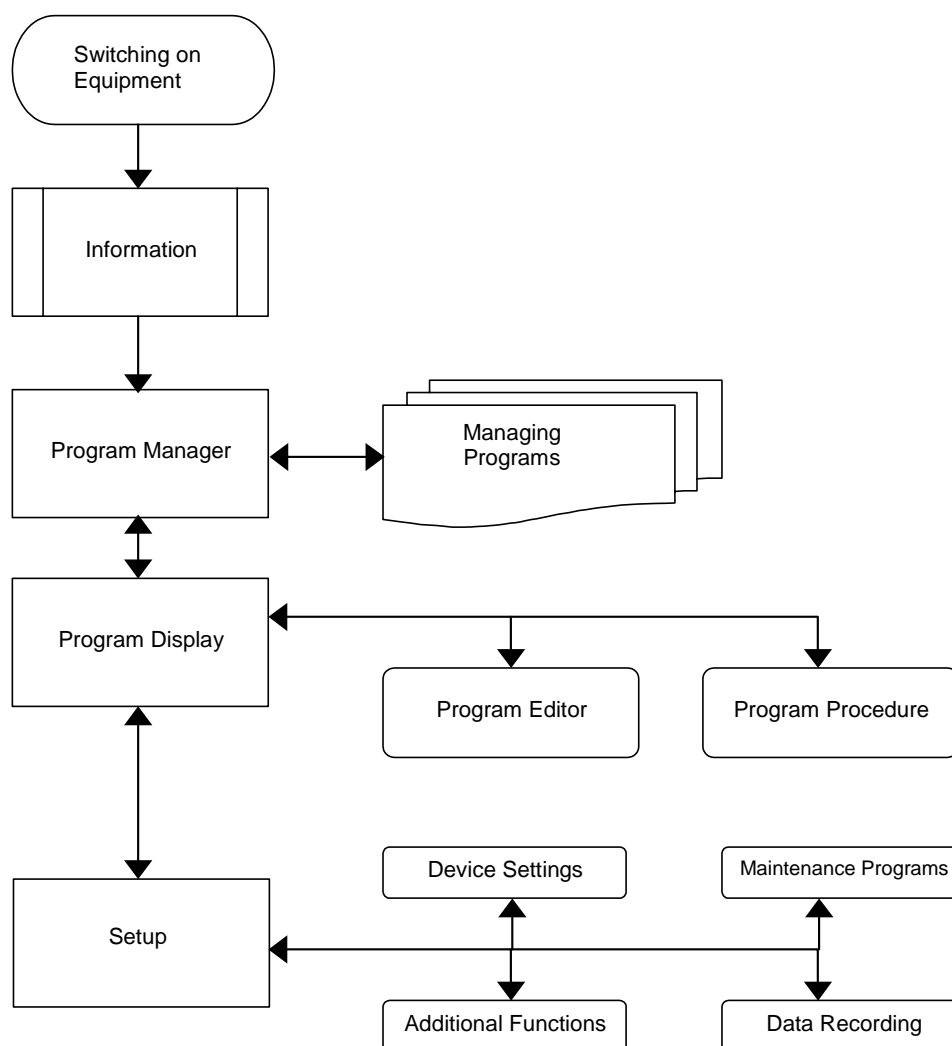 Switching on
Equipment
Information
Program Manager
Managing
Programs
Program Display
Program Editor
Program Procedure
Device Settings
Maintenance Programs
Setup
Additional Functions
Data Recording